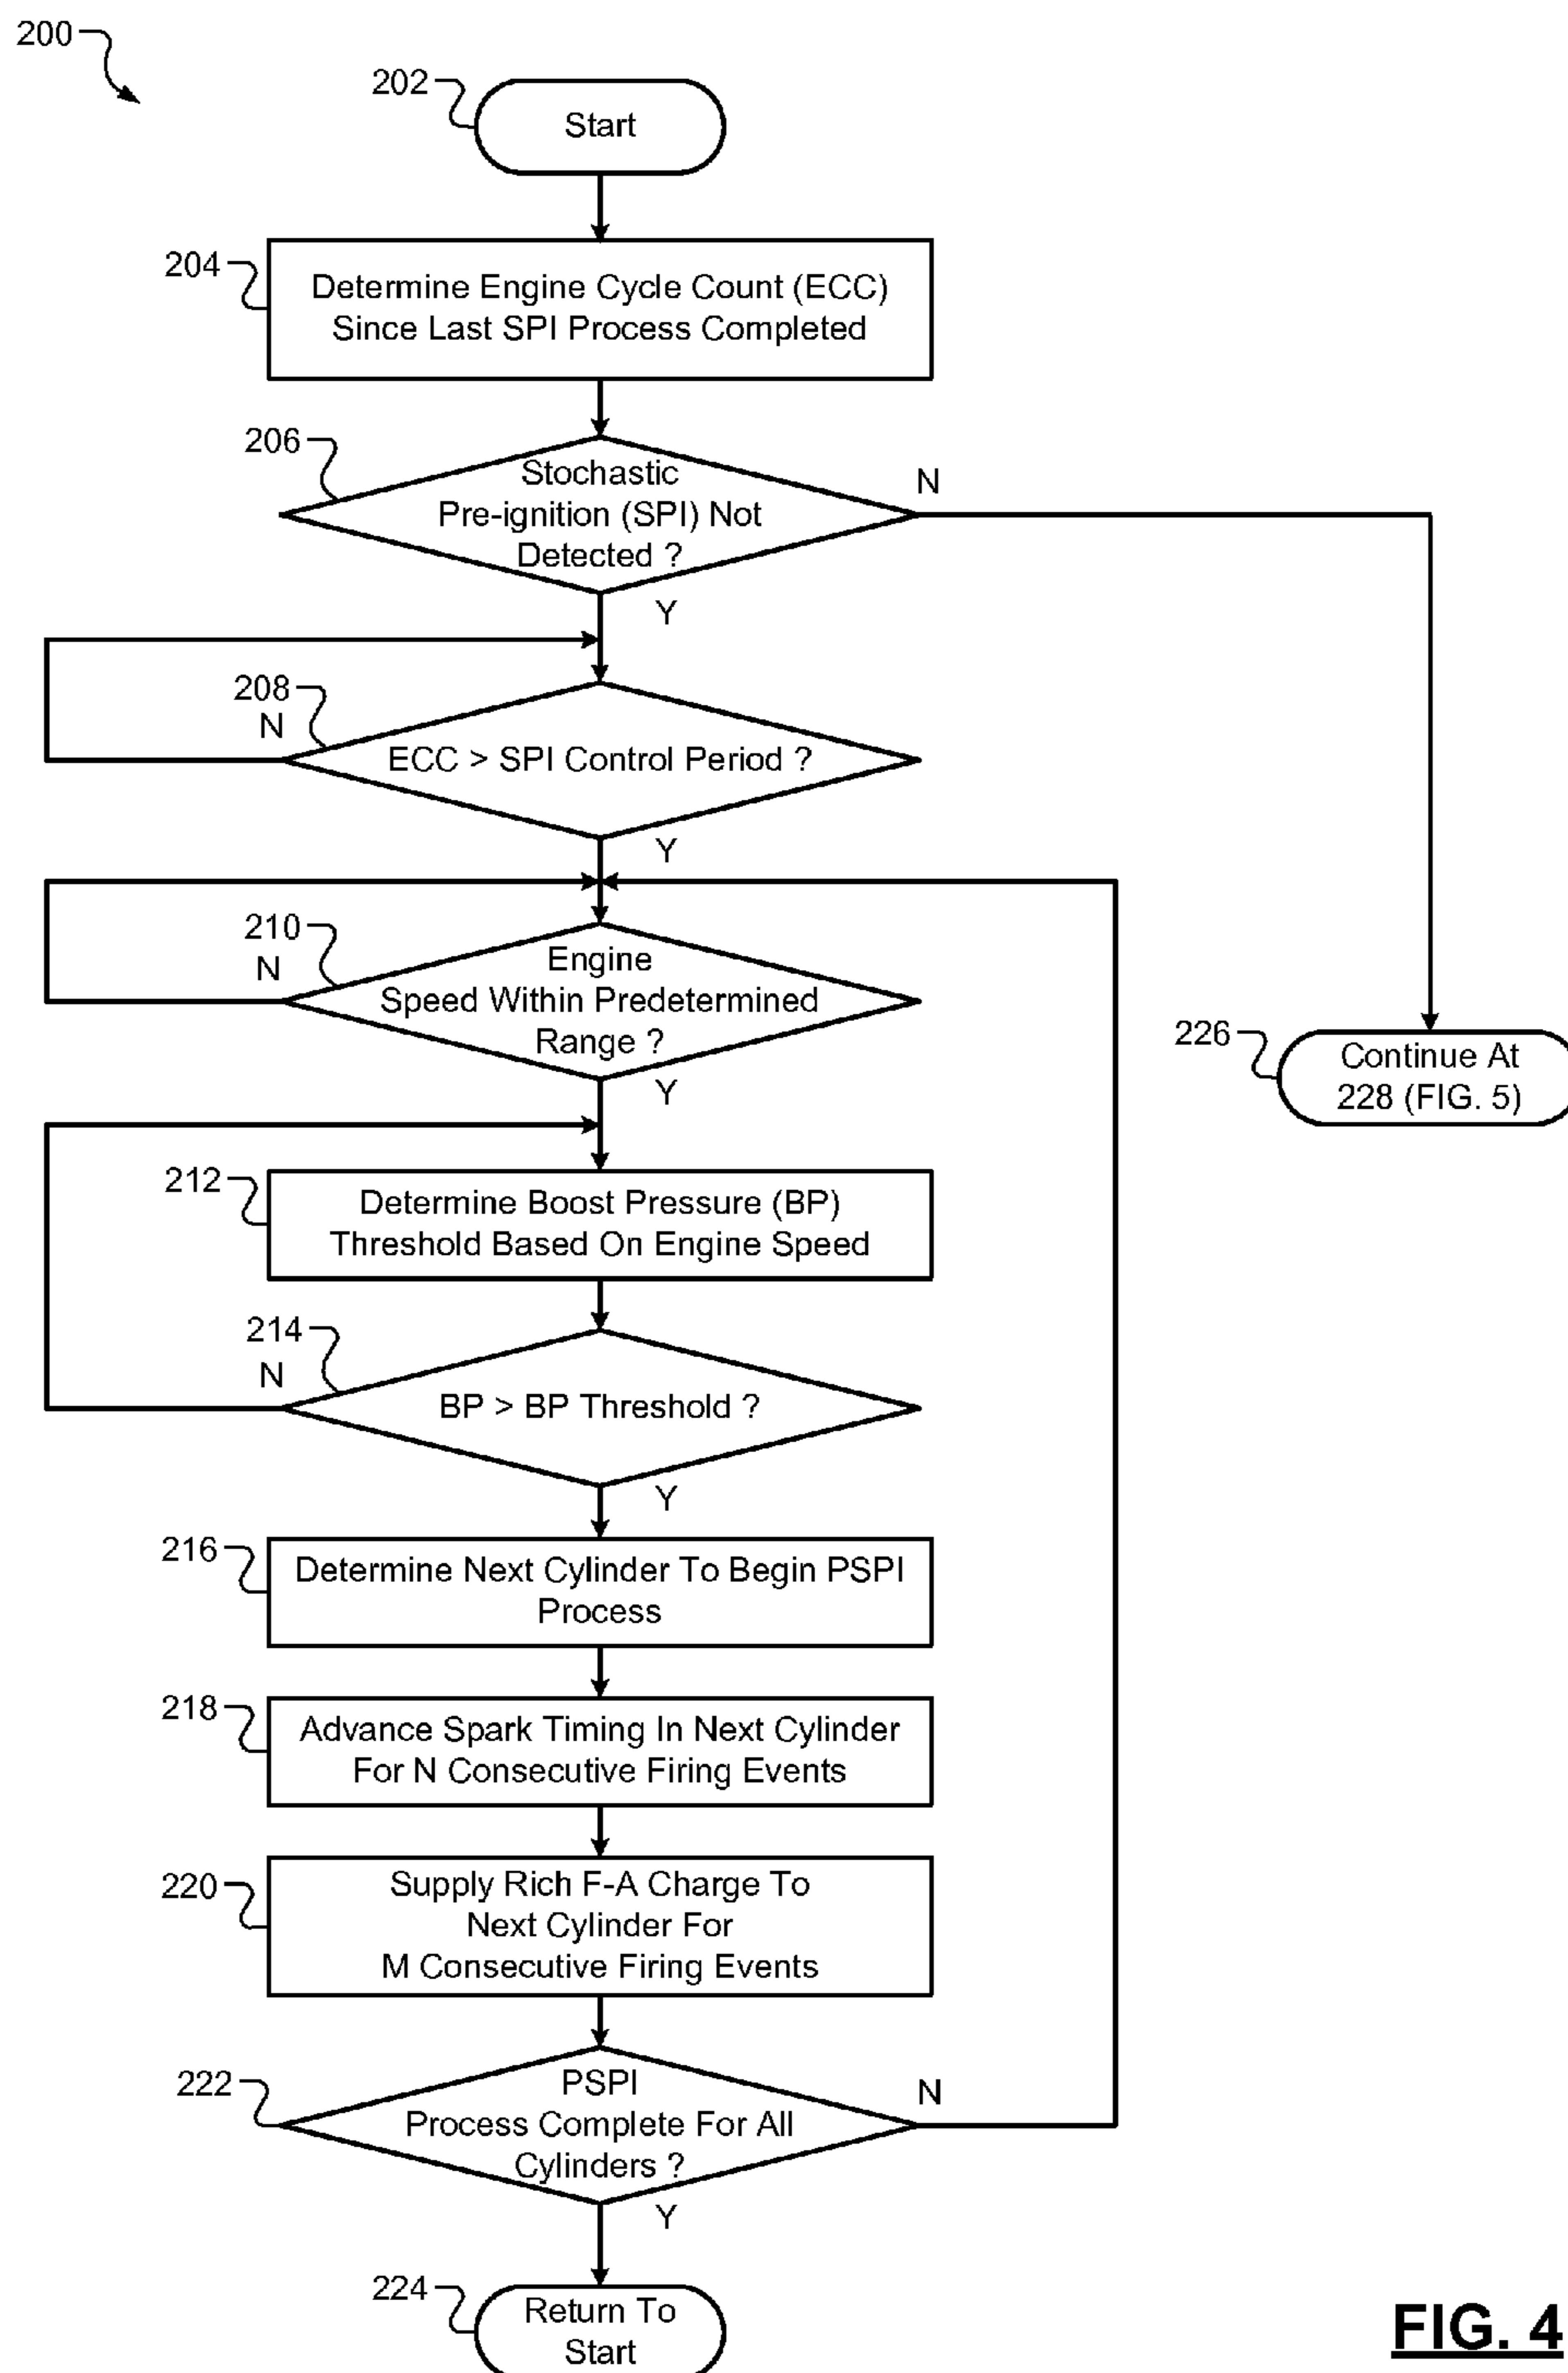 200
202
Start
204
Determine Engine Cycle Count (ECC)
Since Last SPI Process Completed
206
Stochastic
Pre-ignition (SPI) Not
Detected ?
N
Y
208
N
ECC > SPI Control Period ?
Y
210
N
Engine
Speed Within Predetermined
Range ?
Y
226
Continue At
228 (FIG. 5)
212
Determine Boost Pressure (BP)
Threshold Based On Engine Speed
214
N
BP > BP Threshold ?
Y
216
Determine Next Cylinder To Begin PSPI
Process
218
Advance Spark Timing In Next Cylinder
For N Consecutive Firing Events
220
Supply Rich F-A Charge To
Next Cylinder For
M Consecutive Firing Events
222
PSPI
Process Complete For All
Cylinders ?
N
Y
224
Return To
Start
FIG. 4